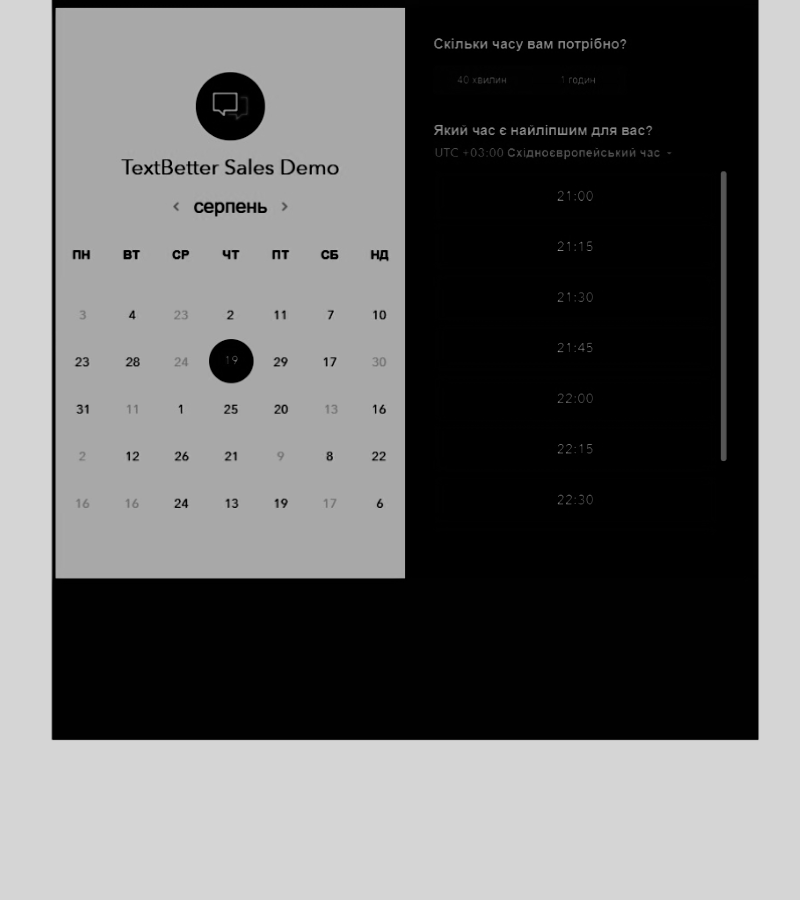 TextBetter Sales Demo
серпень
ПН ВТ СР ЧТ ПТ СБ НД
3 4 23 2 11 7 10
23 28 24 19 29 17 30
31 11 1 25 20 13 16
2 12 26 21 9 8 22
16 16 24 13 19 17 6
Скільки часу вам потрібно?
40 хвилин 1 годин
Який час є найліпшим для вас?
UTC +03:00 Східноєвропейський час
21:00
21:15
21:30
21:45
22:00
22:15
22:30